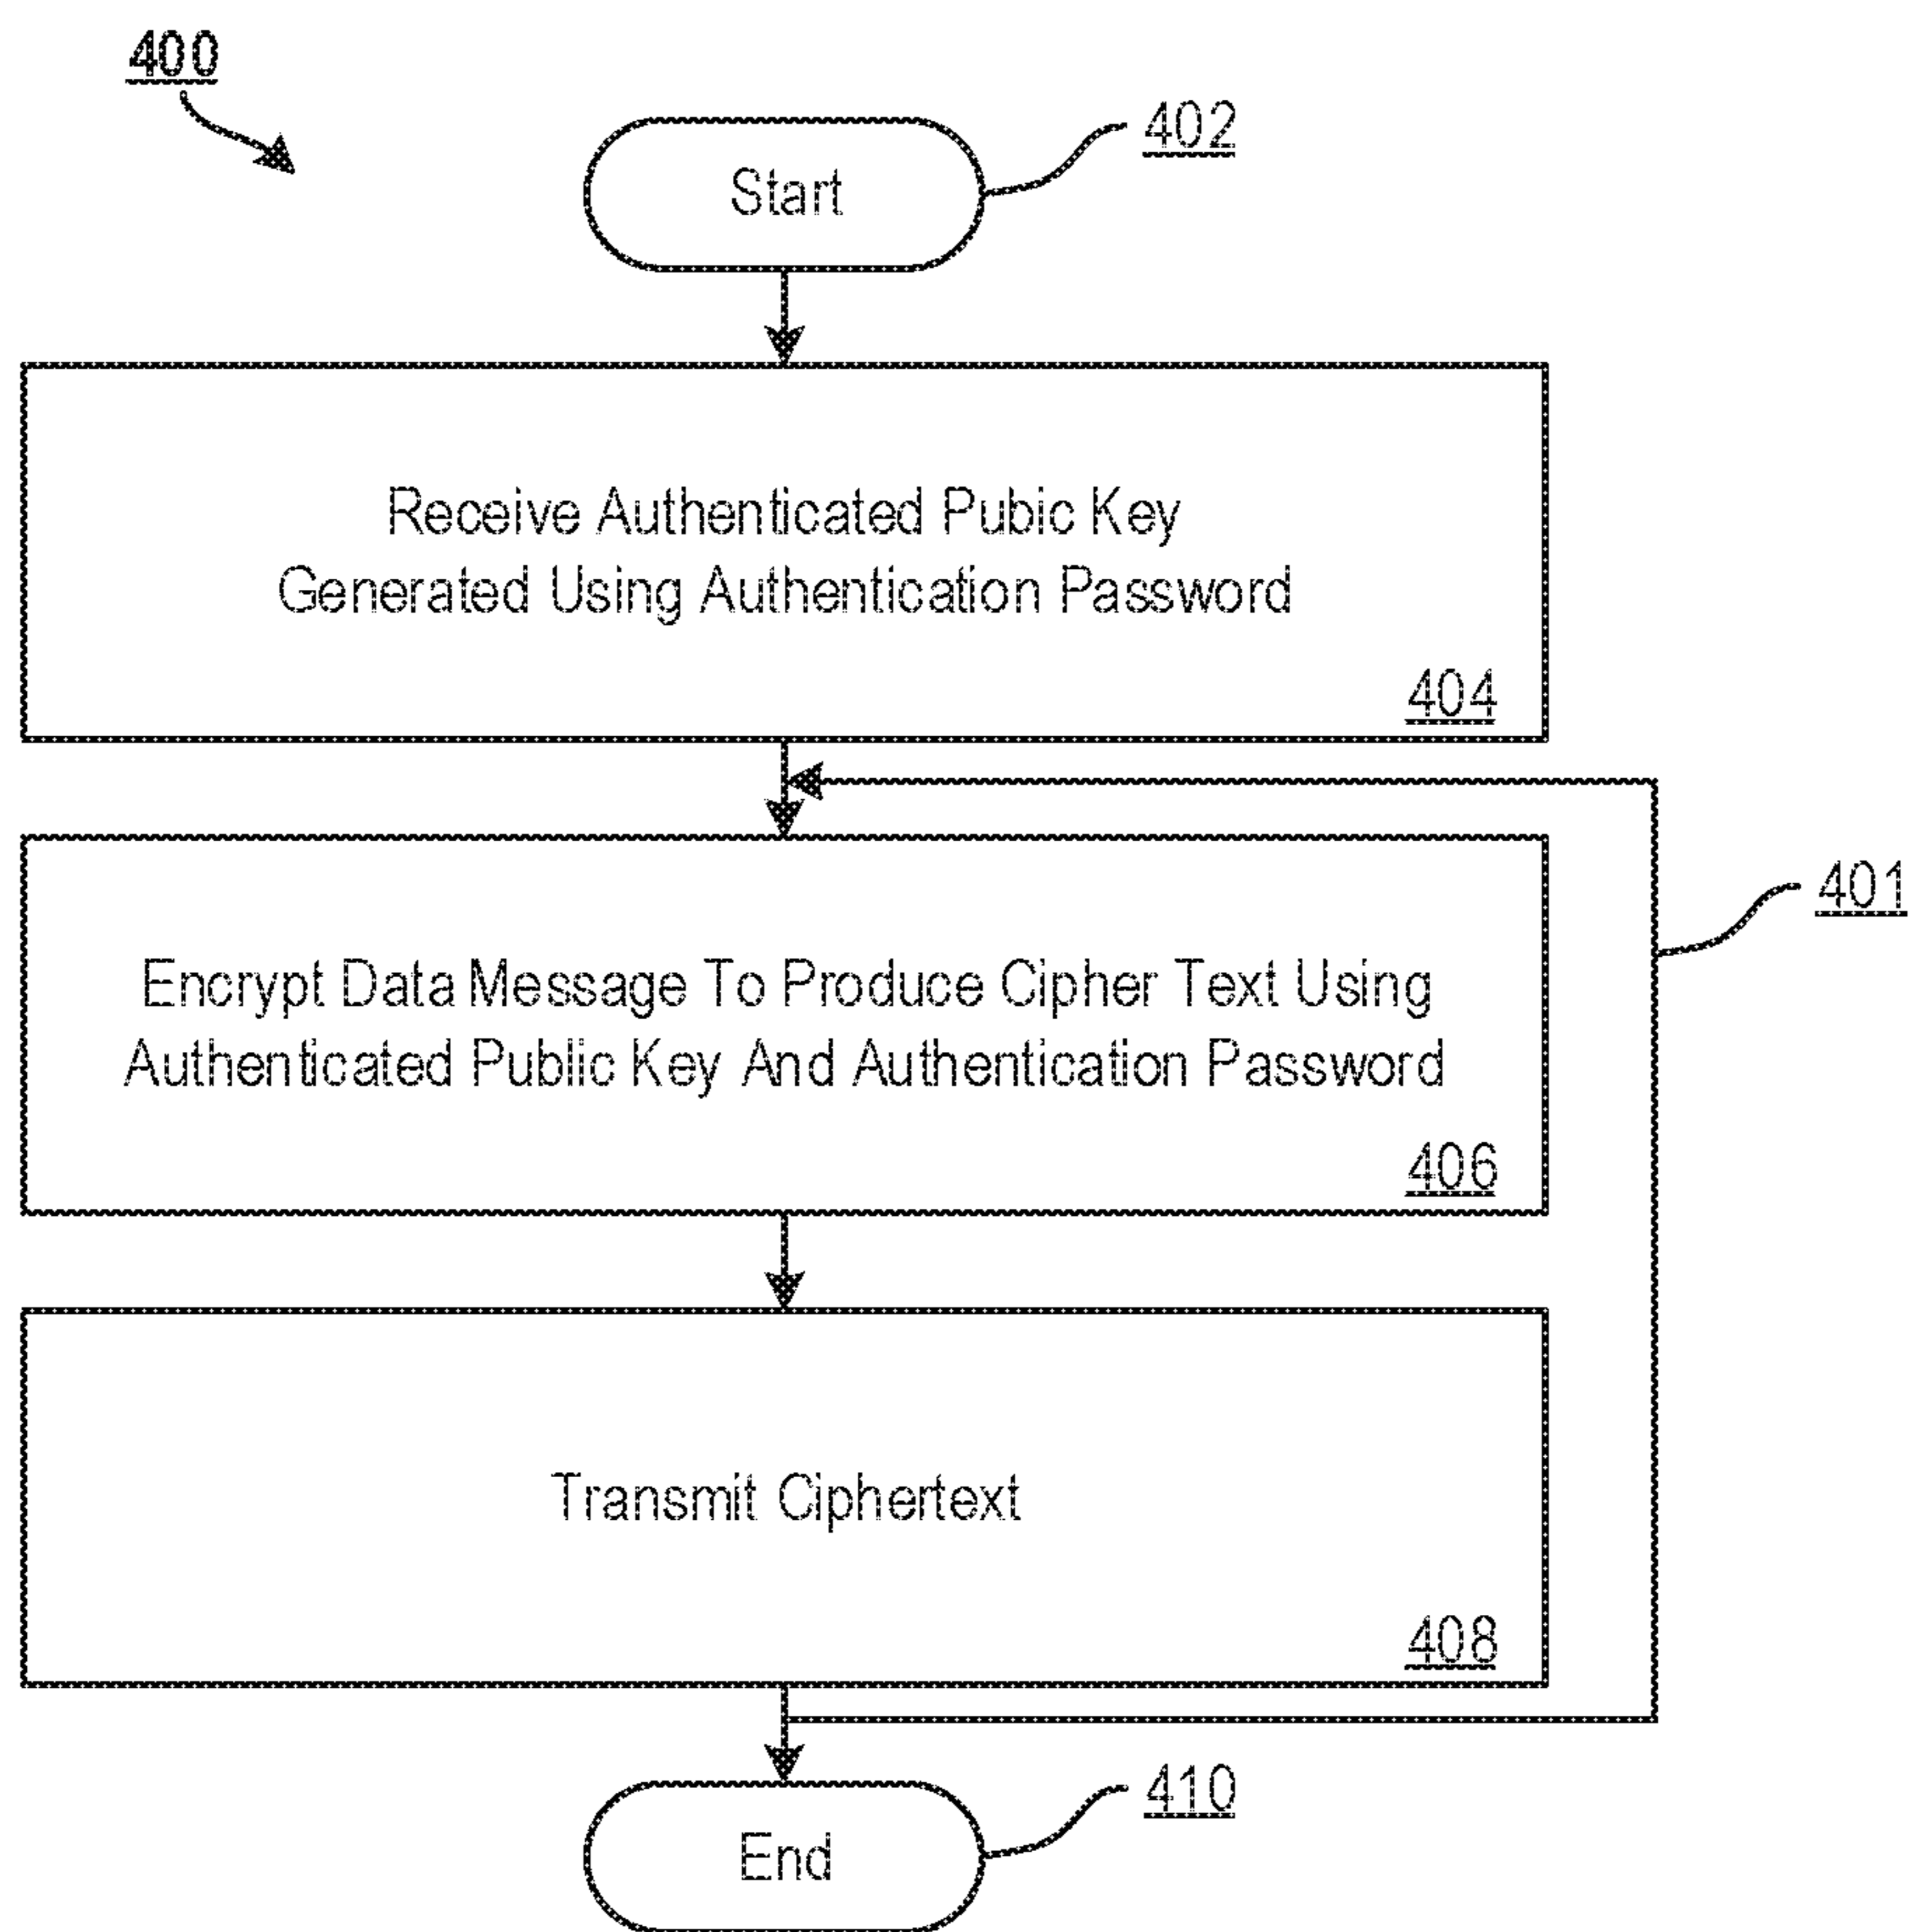 400
402
Start
Receive Authenticated Pubic Key
Generated Using Authentication Password
404
401
Encrypt Data Message To Produce Cipher Text Using
Authenticated Public Key And Authentication Password
406
Transmit Ciphertext
408
410
End